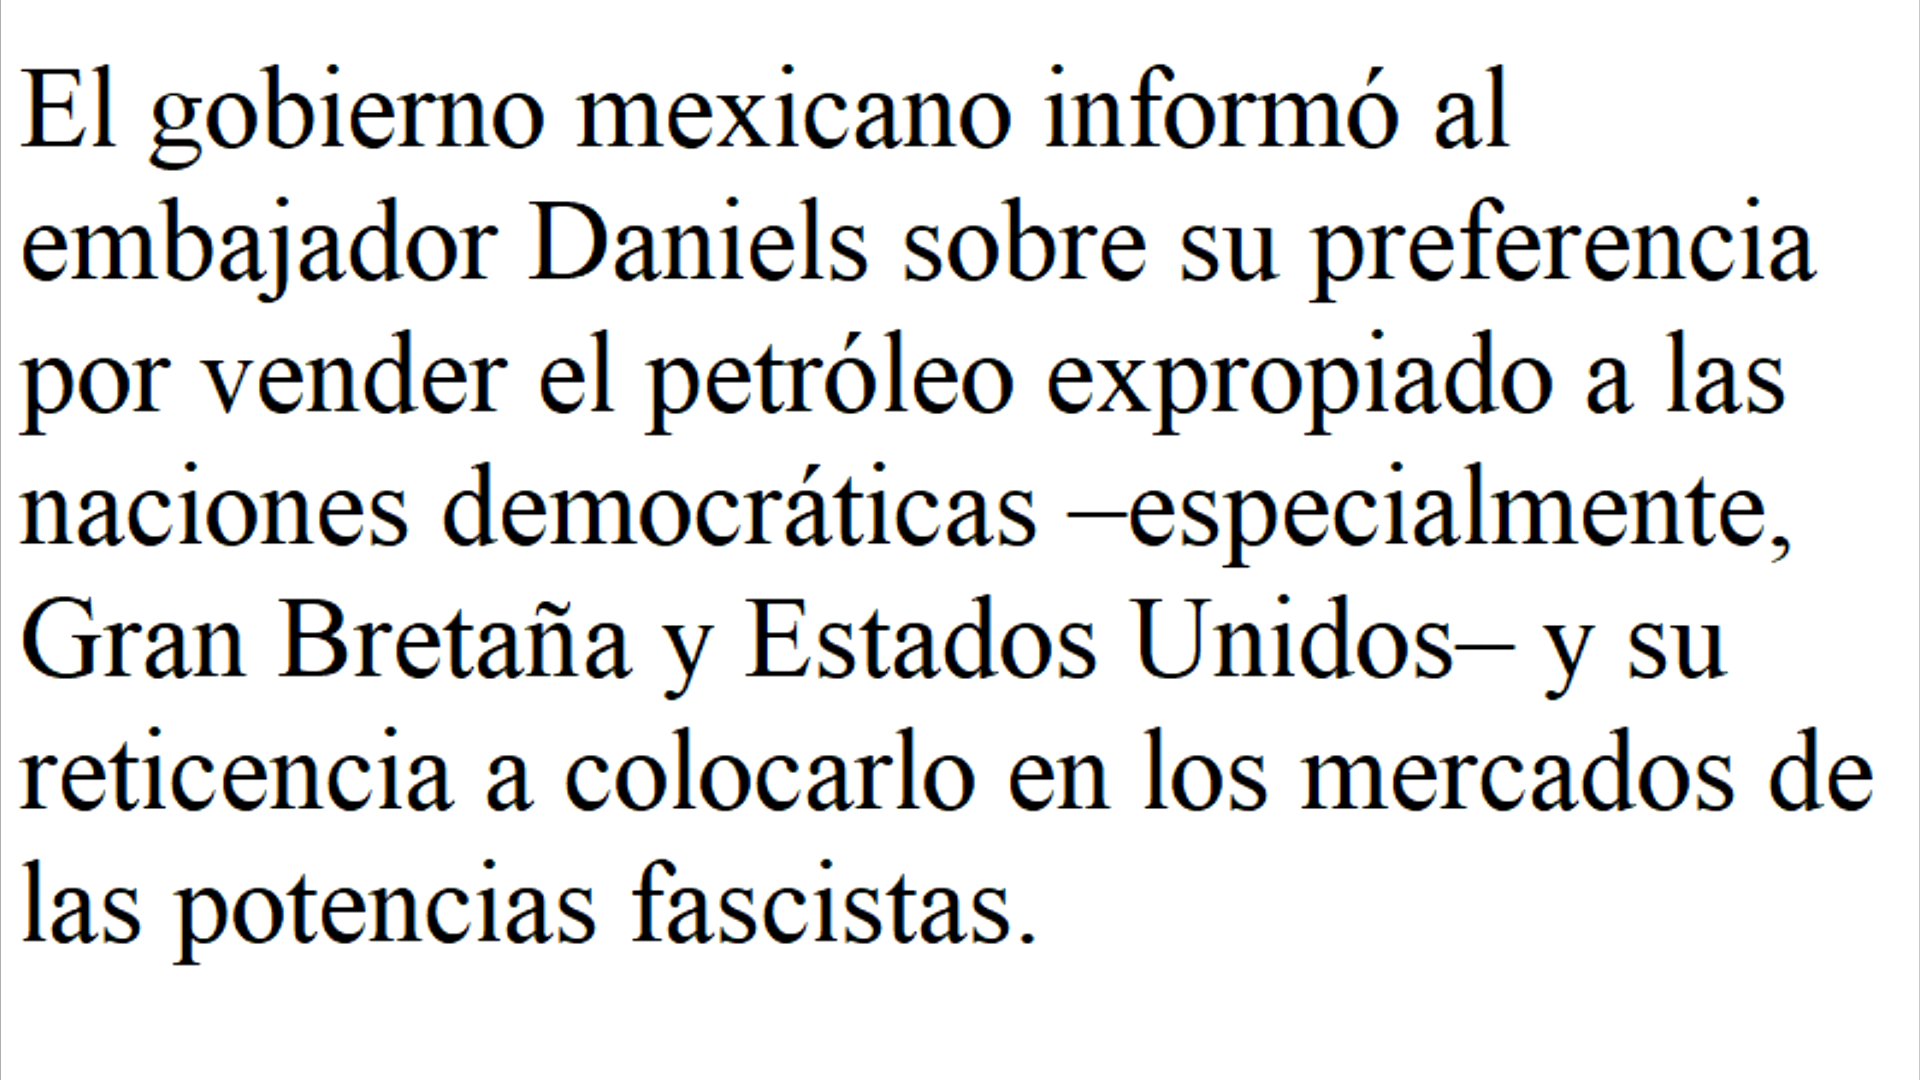 El gobierno mexicano informó al
embajador Daniels sobre su preferencia
por vender el petróleo expropiado a las
naciones democráticas –especialmente,
Gran Bretaña y Estados Unidos– y su
reticencia a colocarlo en los mercados de
las potencias fascistas.